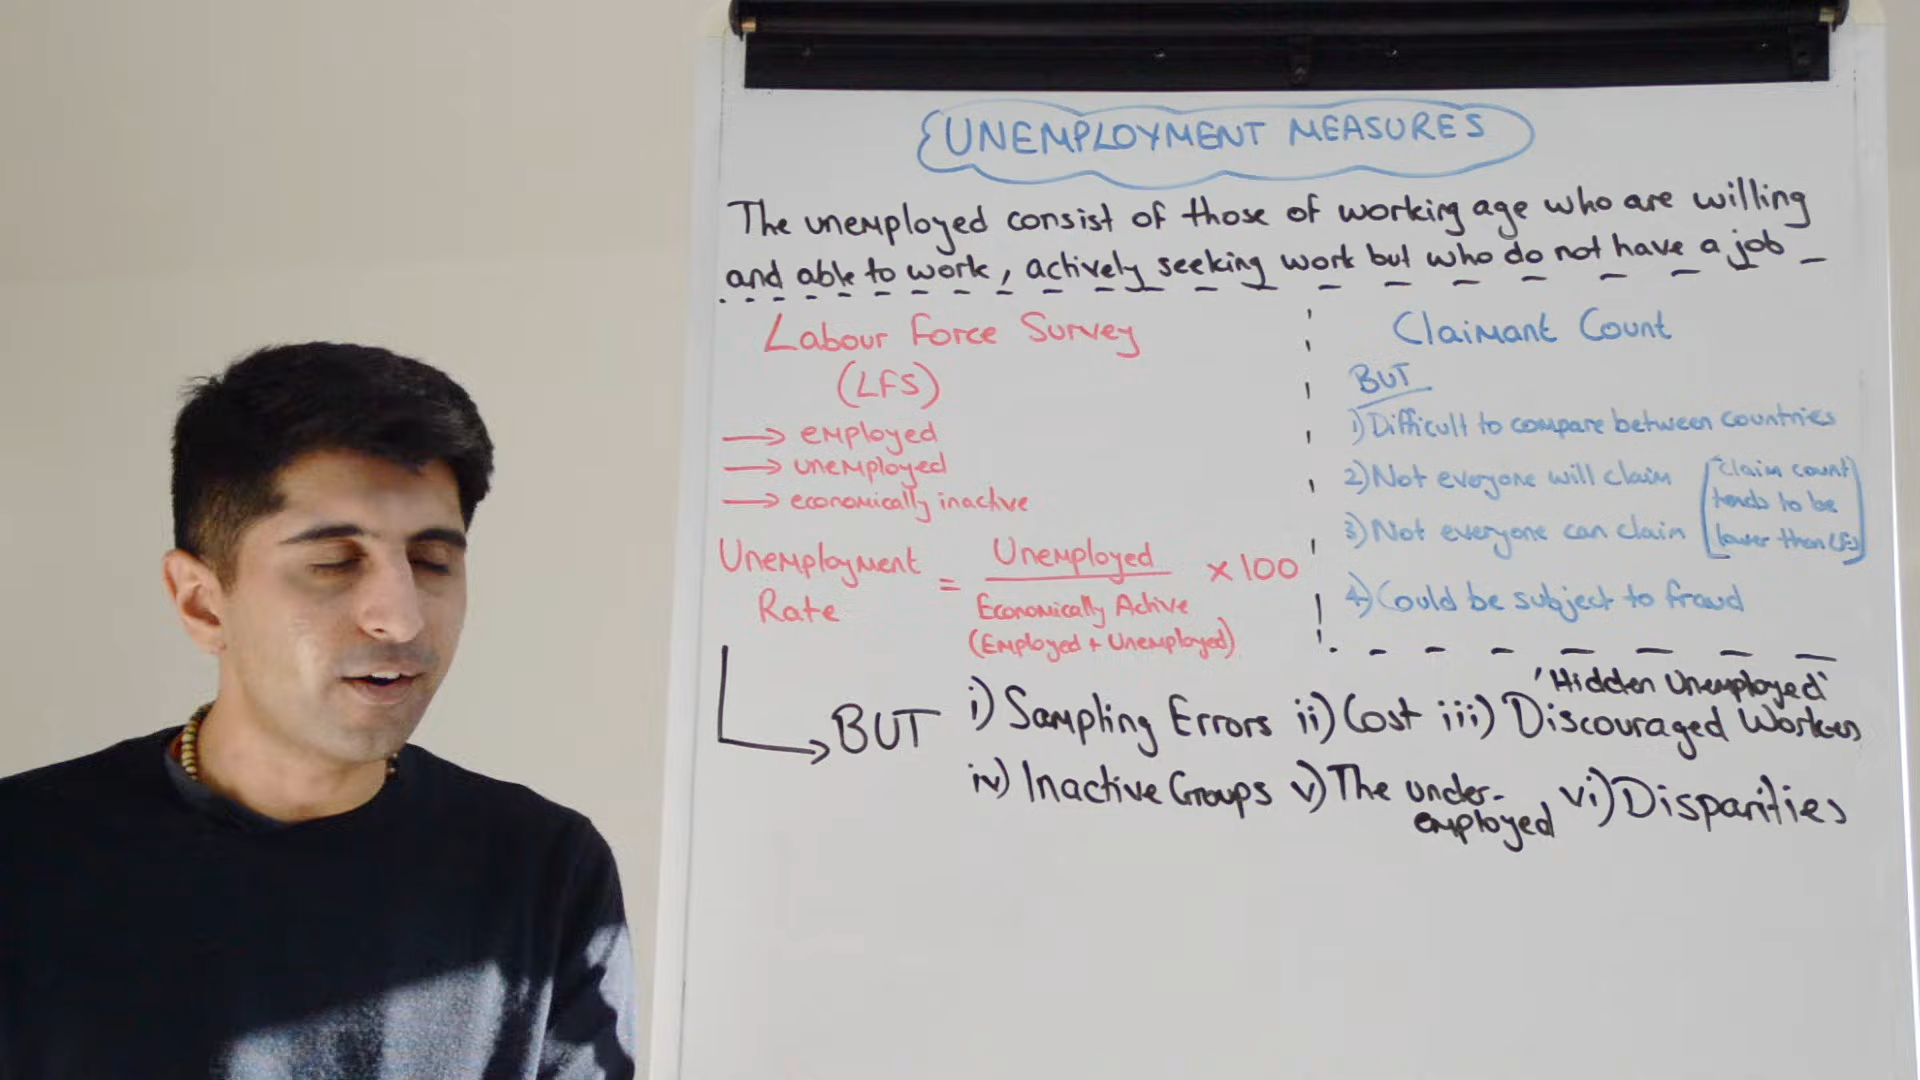 UNEMPLOYMENT MEASURES
The unemployed consist of those of working age who are willing
and able to work, actively seeking work but who do not have a job
Labour Force Survey
(LFS)
→ employed
→ unemployed
→ economically inactive
Unemployment Rate = Unemployed × 100
Economically Active
(Employed + Unemployed)
Claimant Count
BUT
1) Difficult to compare between countries
2) Not everyone will claim
3) Not everyone can claim
[claim count
tends to be
lower than LFS]
4) Could be subject to fraud
'Hidden Unemployed'
BUT i) Sampling Errors ii) Cost iii) Discouraged Workers
iv) Inactive Groups v) The under-
employed vi) Disparities